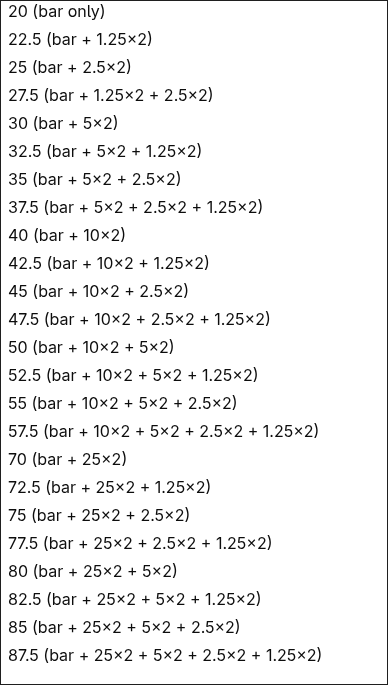 20 (bar only)
22.5 (bar + 1.25×2)
25 (bar + 2.5×2)
27.5 (bar + 1.25×2 + 2.5×2)
30 (bar + 5×2)
32.5 (bar + 5×2 + 1.25×2)
35 (bar + 5×2 + 2.5×2)
37.5 (bar + 5×2 + 2.5×2 + 1.25×2)
40 (bar + 10×2)
42.5 (bar + 10×2 + 1.25×2)
45 (bar + 10×2 + 2.5×2)
47.5 (bar + 10×2 + 2.5×2 + 1.25×2)
50 (bar + 10×2 + 5×2)
52.5 (bar + 10×2 + 5×2 + 1.25×2)
55 (bar + 10×2 + 5×2 + 2.5×2)
57.5 (bar + 10×2 + 5×2 + 2.5×2 + 1.25×2)
70 (bar + 25×2)
72.5 (bar + 25×2 + 1.25×2)
75 (bar + 25×2 + 2.5×2)
77.5 (bar + 25×2 + 2.5×2 + 1.25×2)
80 (bar + 25×2 + 5×2)
82.5 (bar + 25×2 + 5×2 + 1.25×2)
85 (bar + 25×2 + 5×2 + 2.5×2)
87.5 (bar + 25×2 + 5×2 + 2.5×2 + 1.25×2)